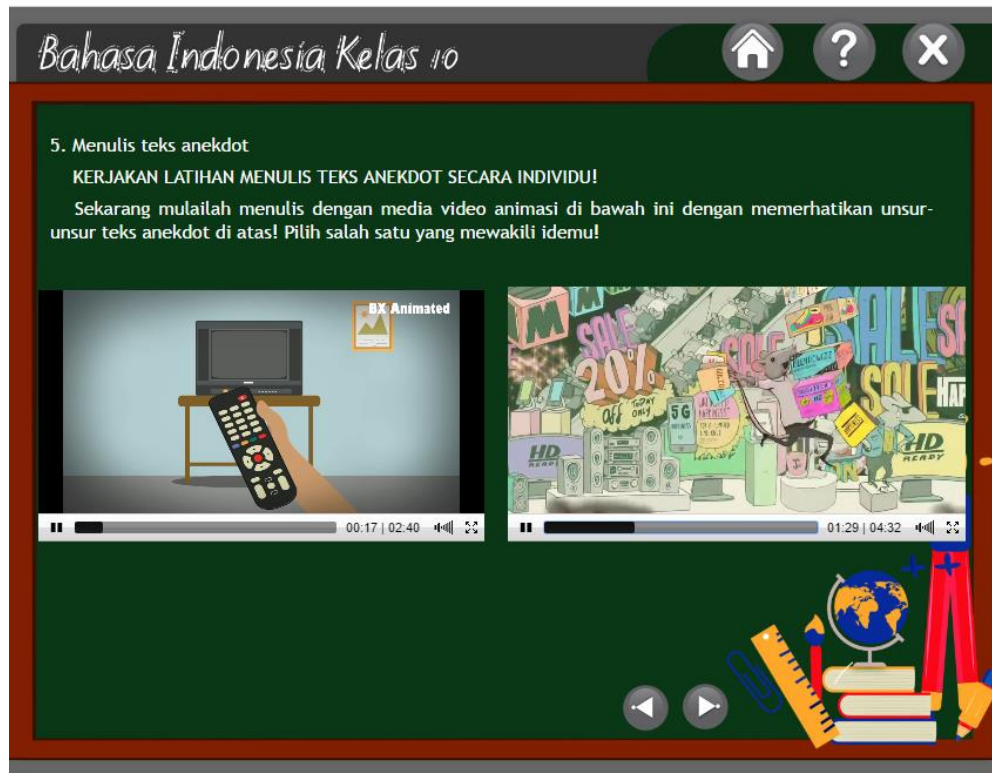 Bahasa Indonesia Kelas 10
?
X
5. Menulis teks anekdot
KERJAKAN LATIHAN MENULIS TEKS ANEKDOT SECARA INDIVIDU!
Sekarang mulailah menulis dengan media video animasi di bawah ini dengan memerhatikan unsur-
unsur teks anekdot di atas! Pilih salah satu yang mewakili idemu!
BX Animated
SALE
20%
Off TODAY ONLY
5G
SALE
SALE
SALE
HD
READY
HD
READY
00:17 | 02:40
01:29 | 04:32